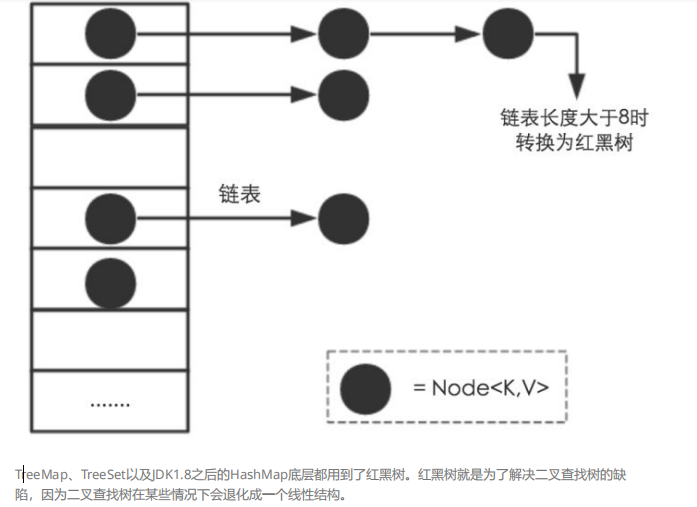 链表长度大于8时
转换为红黑树
链表
= Node<K,V>
.......
TreeMap、TreeSet以及JDK1.8之后的HashMap底层都用到了红黑树。红黑树就是为了解决二叉查找树的缺
陷，因为二叉查找树在某些情况下会退化成一个线性结构。